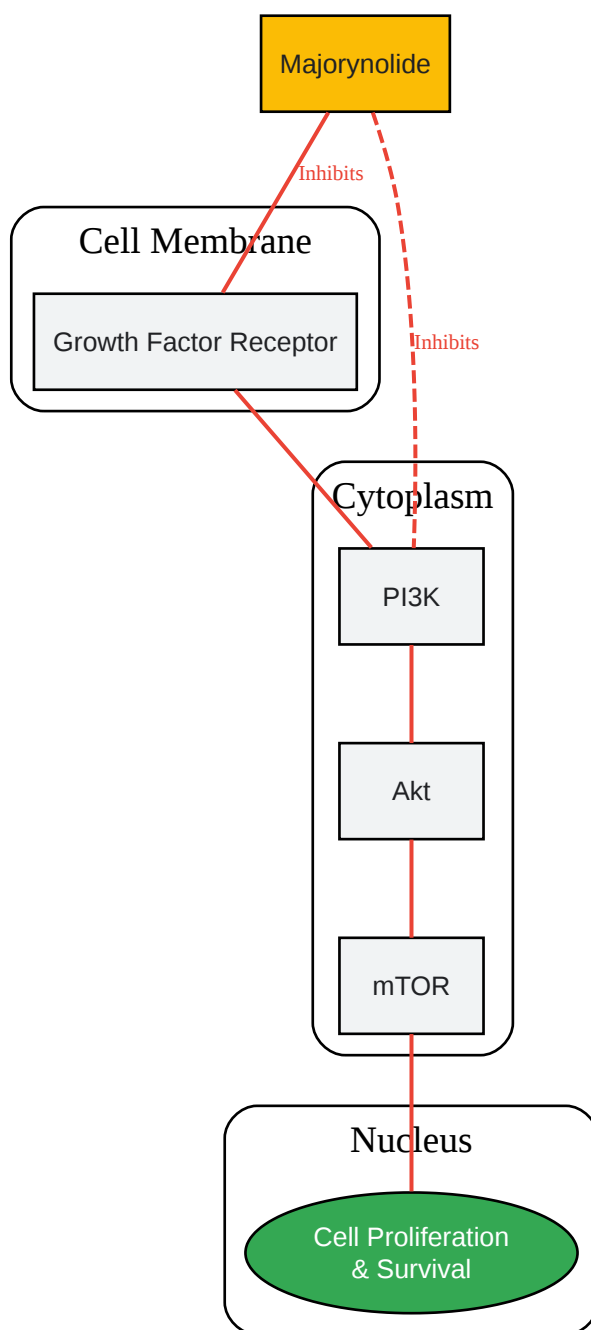 Majorynolide
Inhibits
Cell Membrane
Growth Factor Receptor
Inhibits
Cytoplasm
PI3K
Akt
mTOR
Nucleus
Cell Proliferation
& Survival